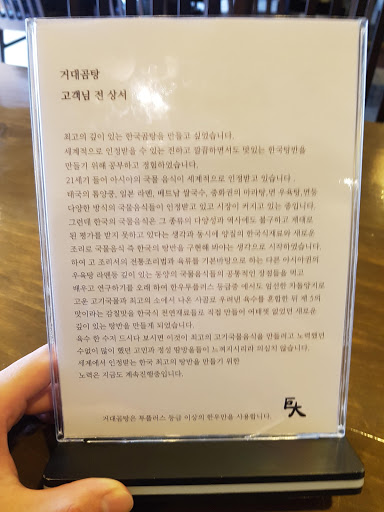 거대곰탕
고객님 전 상서
최고의 깊이 있는 한국곰탕을 만들고 싶었습니다.
세계적으로 인정받을 수 있는 진하고 깔끔하면서도 맛있는 한국탕반을
만들기 위해 공부하고 정월하였습니다.
21세기 들어 아시아의 국물 음식이 세계적으로 인정받고 있습니다 .
태국의 똠양꿍, 일본 라멘, 베트남 쌀국수, 중화권의 마라탕,면 우육탕,면등
다양한 방식의 국물음식들이 인정받고 있고 시장이 커지고 있는 중입니다.
그런데 한국의 국물음식은 그 종류의 다양성과 역사에도 불구하고 제대로
된 평가를 받지 못하고 있다는 생각과 동시에 양질의 한국식재료와 새로운
조리로 국물음식 즉 한국의 탕반을 구현해 봐야는 생각으로 시작하였습니다.
하여 고 조리서의 전통조리법과 육류를 기본바탕으로 하는 다른 아시아권의
우육탕 라멘등 깊이 있는 동양의 국물음식들의 공통적인 장점들을 먹고
배우고 연구하기를 오래 하여 한우투플러스 등급중 에서도 엄선한 저울량지로
고온 고기국물과 최고의 소에서 나온 사골로 우려낸 육수를 혼합한 뒤 제 5의
맛이라는 감칠맛을 한국식 천연재료들로 직접 만들어 여태껏 없었던 새로운
깊이 있는 탕반을 만들게 되었습니다.
육수 한 수저 드시다 보시면 이것이 최고의 고기국물음식을 만들려고 노력했던
수없이 많이 했던 고민과 정성 땀방울들이 느껴지시리라 의심치 않습니다.
세계에서 인정받는 한국 최고의 탕반을 만들기 위한
노력은 지금도 계속진행중입니다.
巨大
거대곰탕은 투플러스 등급 이상의 한우만을 사용합니다.